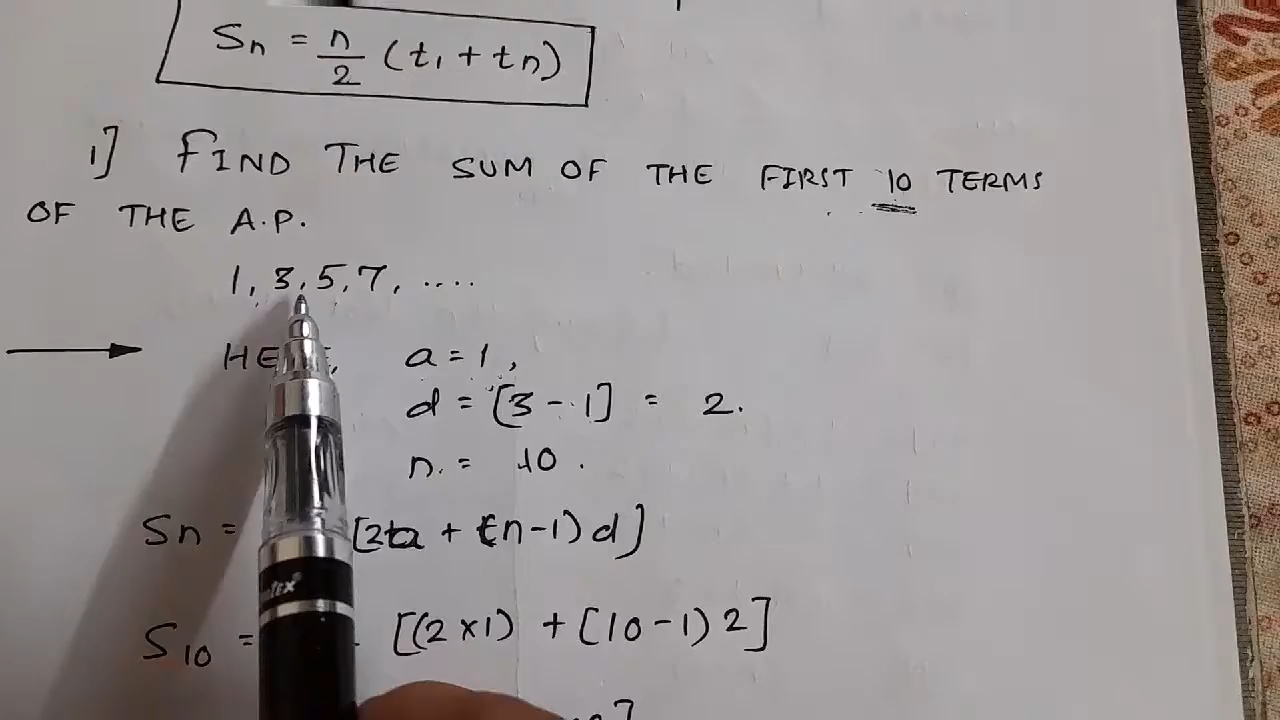 Sn = n/2 (t1 + tn)
1] FIND THE SUM OF THE FIRST 10 TERMS
OF THE A.P.
1, 3, 5, 7, ....
a = 1,
d = [3 - 1] = 2.
n = 10.
Sn = [2a + (n-1) d]
S10 = [(2×1) + (10-1) 2]